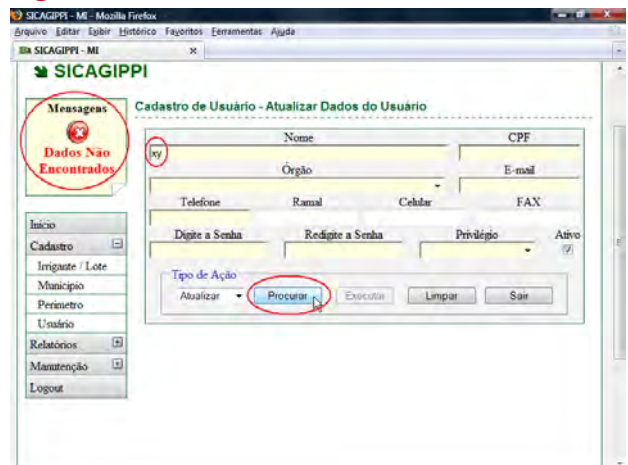 SICAGIPPI - MI - Mozilla Firefox
Arquivo Editar Exibir Histórico Favoritos Ferramentas Ajuda
SICAGIPPI - MI
SICAGIPPI
Mensagens
Dados Não
Encontrados
Cadastro de Usuário - Atualizar Dados do Usuário
Nome CPF
xy
Órgão E-mail
Telefone Ramal Celular FAX
Digite a Senha Redigite a Senha Privilégio Ativo
Tipo de Ação
Atualizar Procurar Executar Limpar Sair
Início
Cadastro
Irrigante / Lote
Município
Perímetro
Usuário
Relatórios
Manutenção
Logout